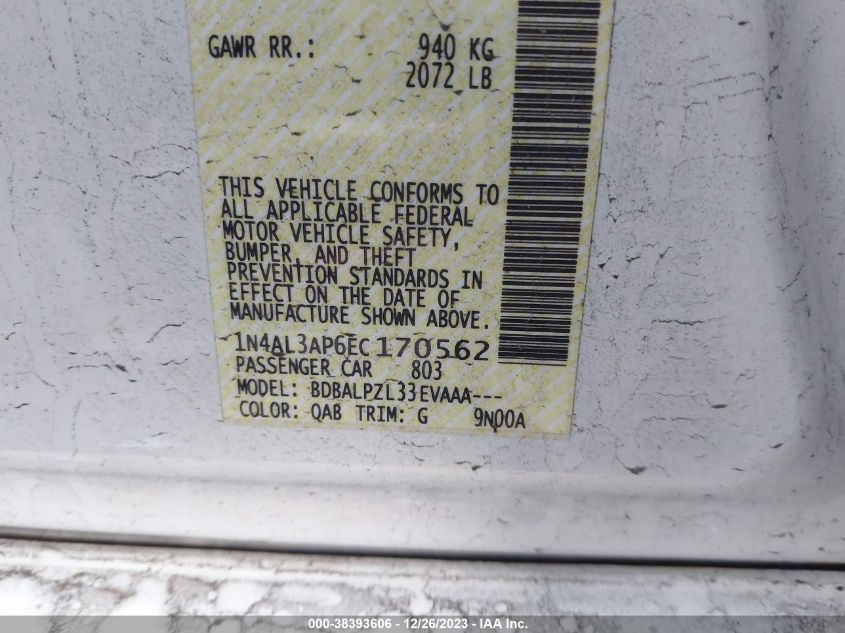 GAWR RR.: 940 KG
2072 LB
THIS VEHICLE CONFORMS TO
ALL APPLICABLE FEDERAL
MOTOR VEHICLE SAFETY,
BUMPER, AND THEFT
PREVENTION STANDARDS IN
EFFECT ON THE DATE OF
MANUFACTURE SHOWN ABOVE.
1N4AL3AP6EC170562
PASSENGER CAR 803
MODEL: BDBALPZL33EVAAA---
COLOR: QAB TRIM: G 9N00A
000-38393606 - 12/26/2023 - IAA Inc.